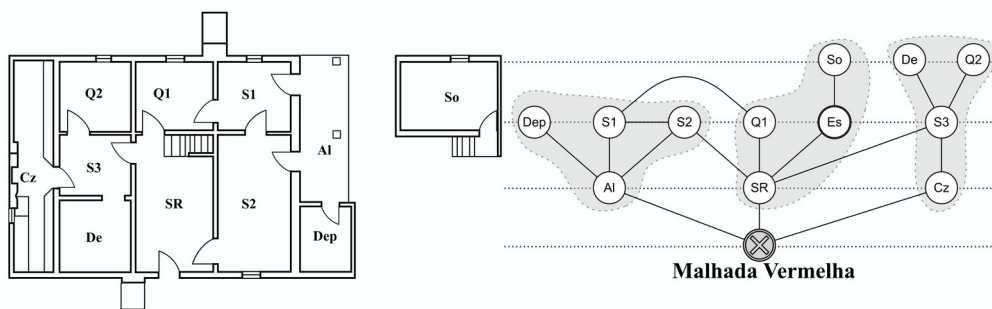 Q2
Q1
S1
S3
Cz
SR
S2
Al
De
Dep
So
So
De
Q2
Dep
S1
S2
Q1
Es
S3
Al
SR
Cz
Malhada Vermelha